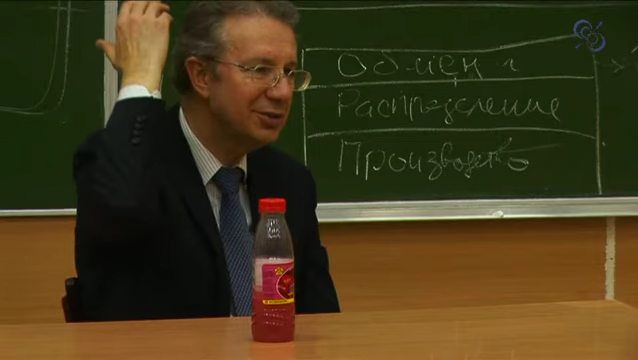 Обмен
Распределение
Производство